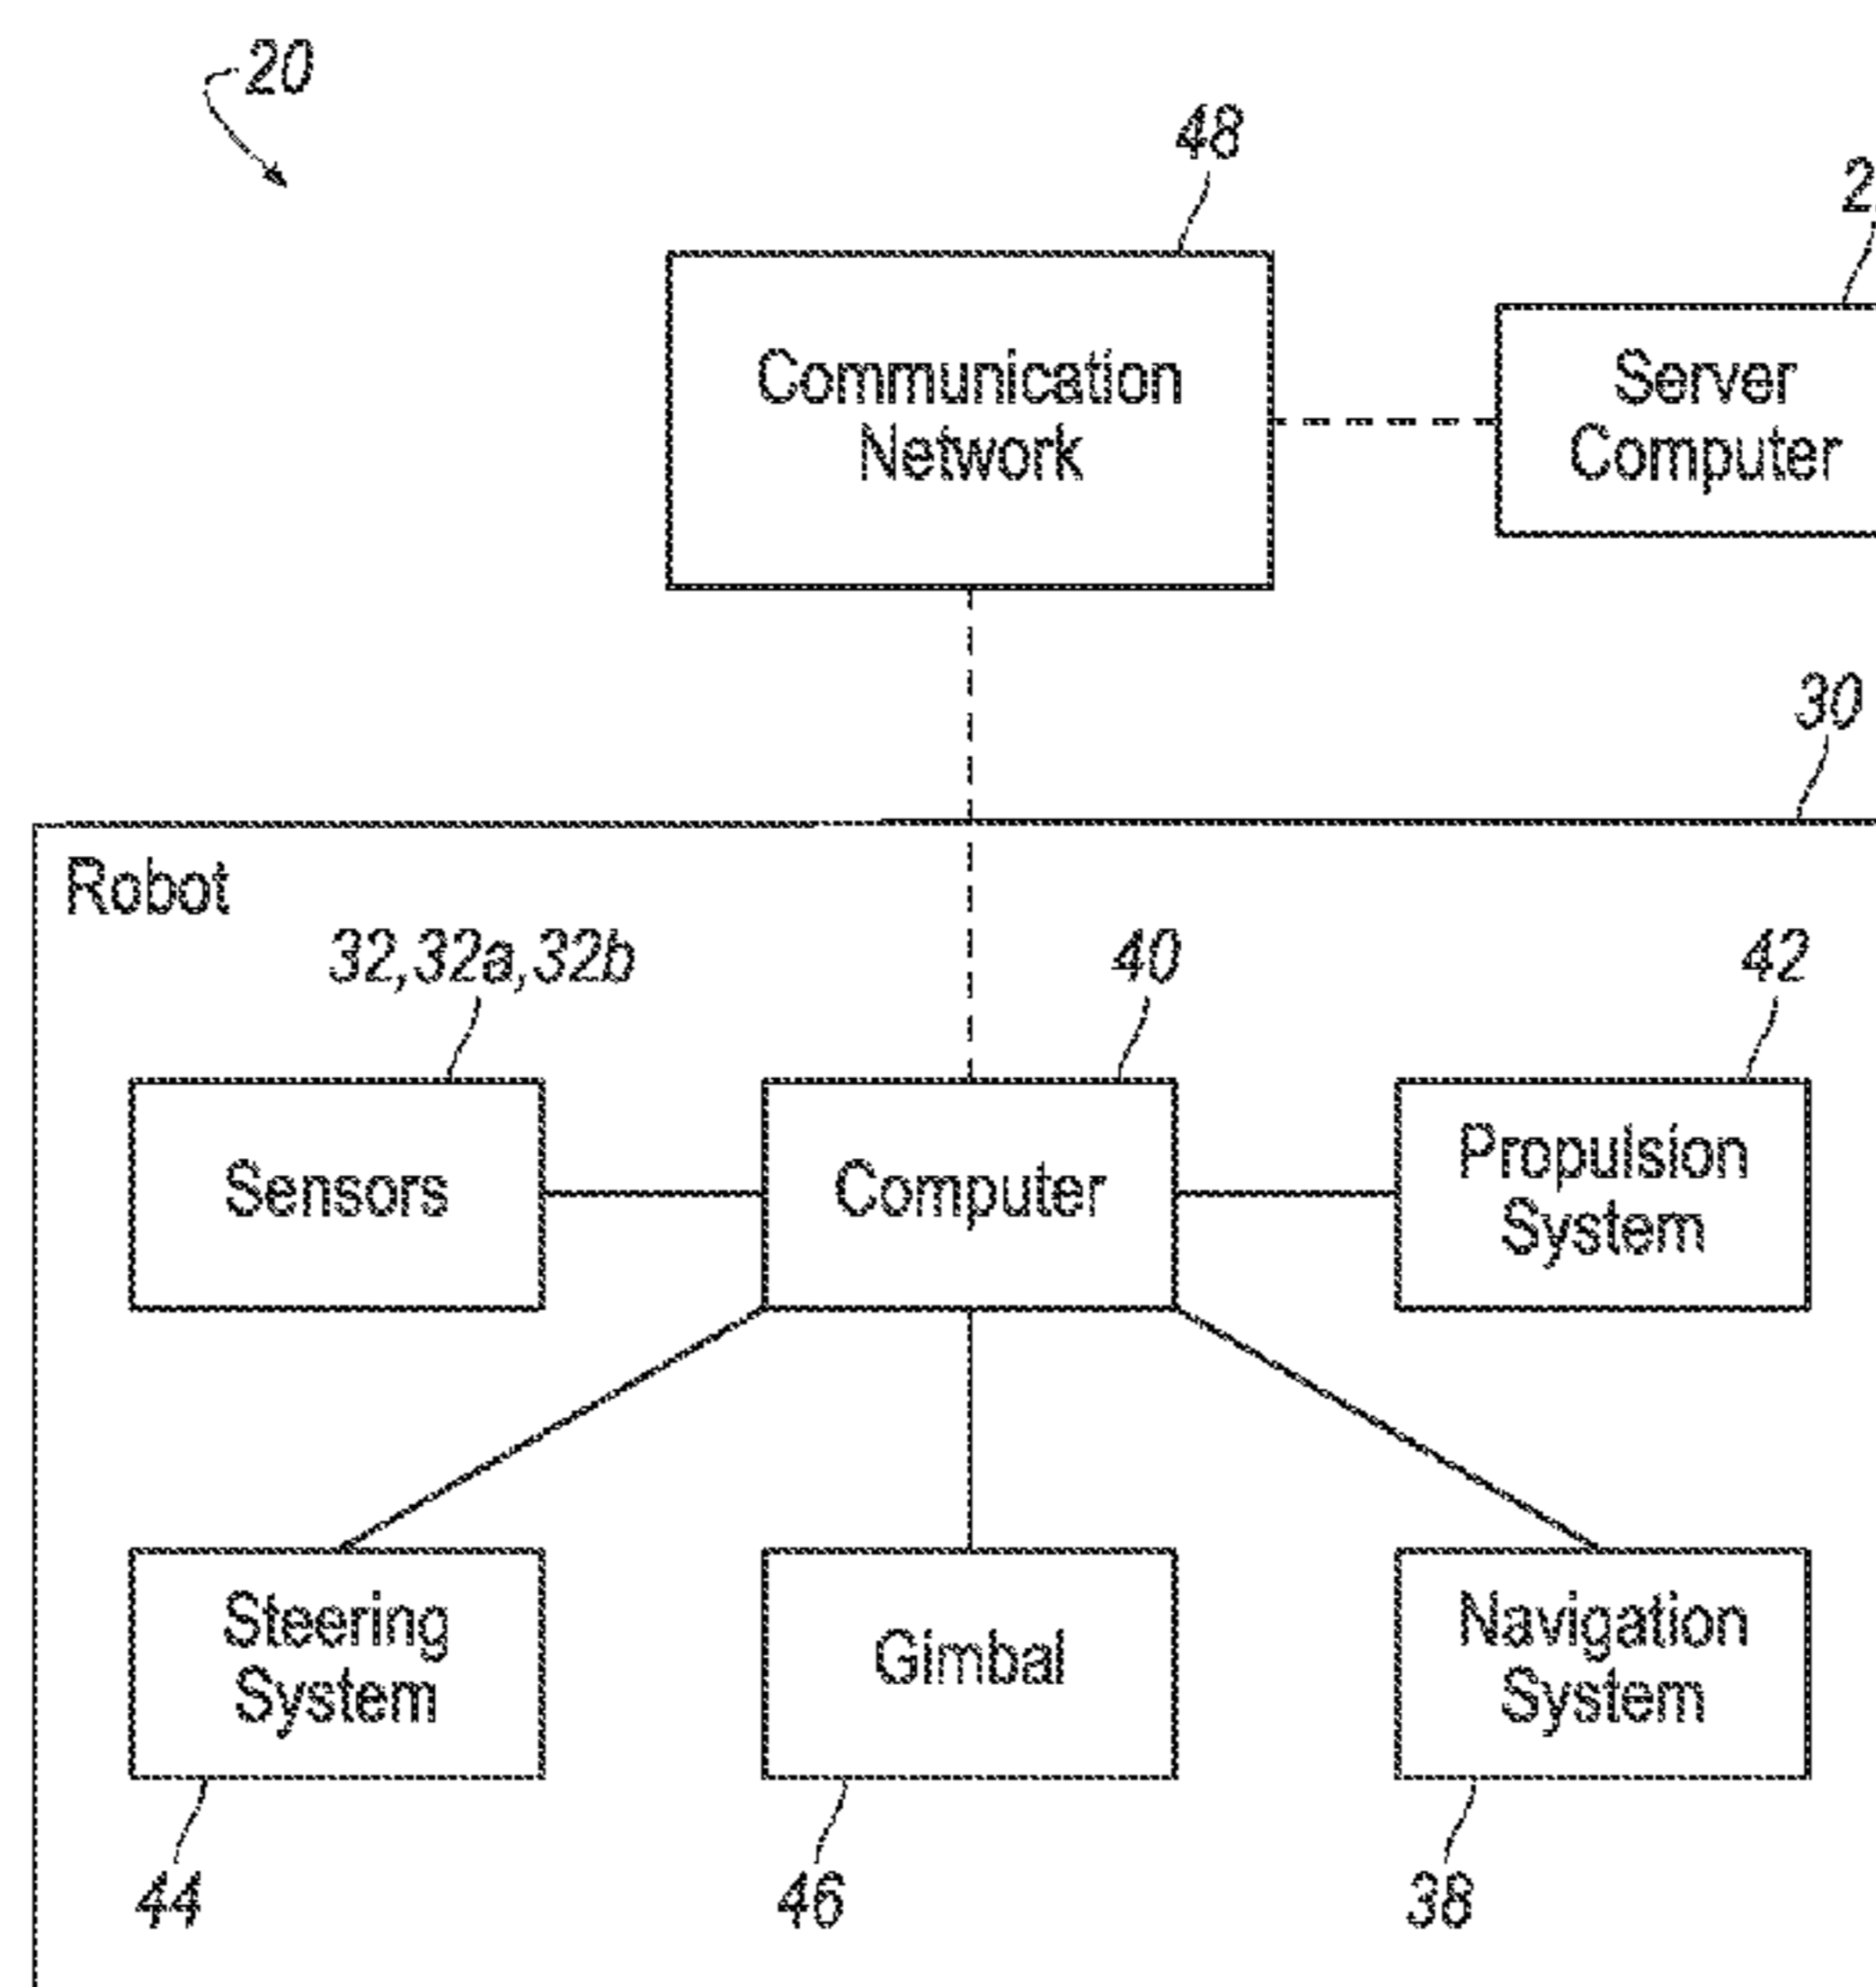 20
48
Communication
Network
Server
Computer
30
Robot
32,32a,32b
40
42
Sensors
Computer
Propulsion
System
Steering
System
Gimbal
Navigation
System
44
46
38